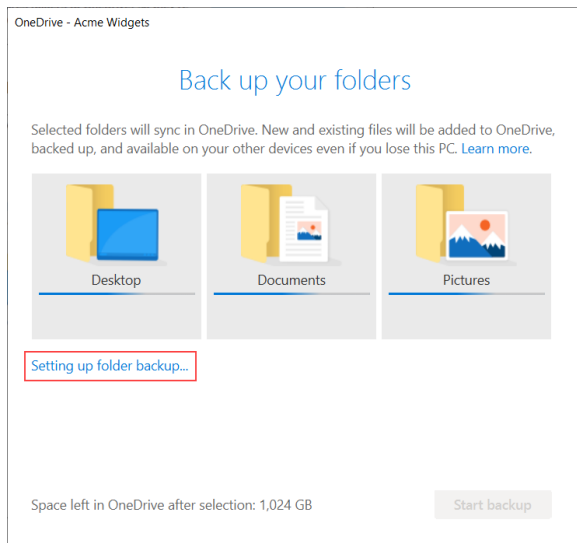 OneDrive - Acme Widgets
Back up your folders
Selected folders will sync in OneDrive. New and existing files will be added to OneDrive,
backed up, and available on your other devices even if you lose this PC. Learn more.
Desktop
Documents
Pictures
Setting up folder backup...
Space left in OneDrive after selection: 1,024 GB
Start backup